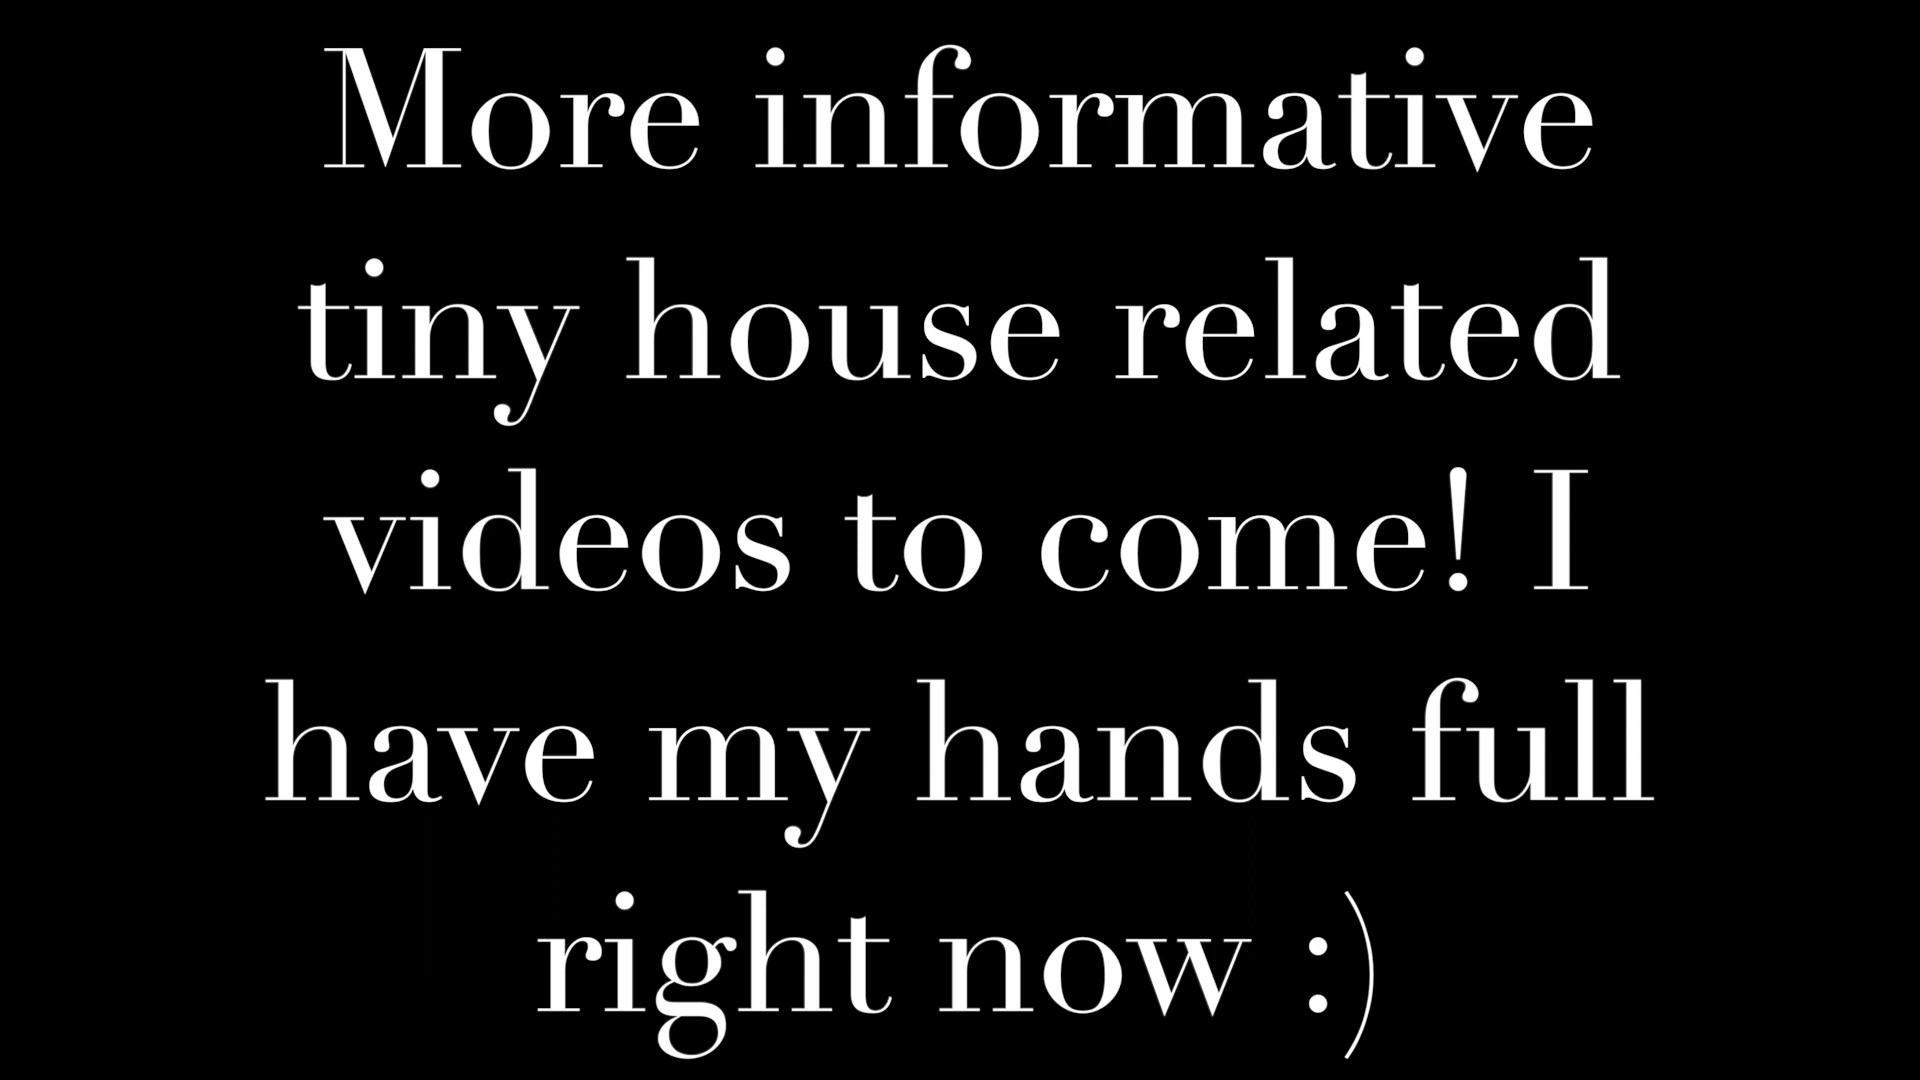 More informative
tiny house related
videos to come! I
have my hands full
right now :)